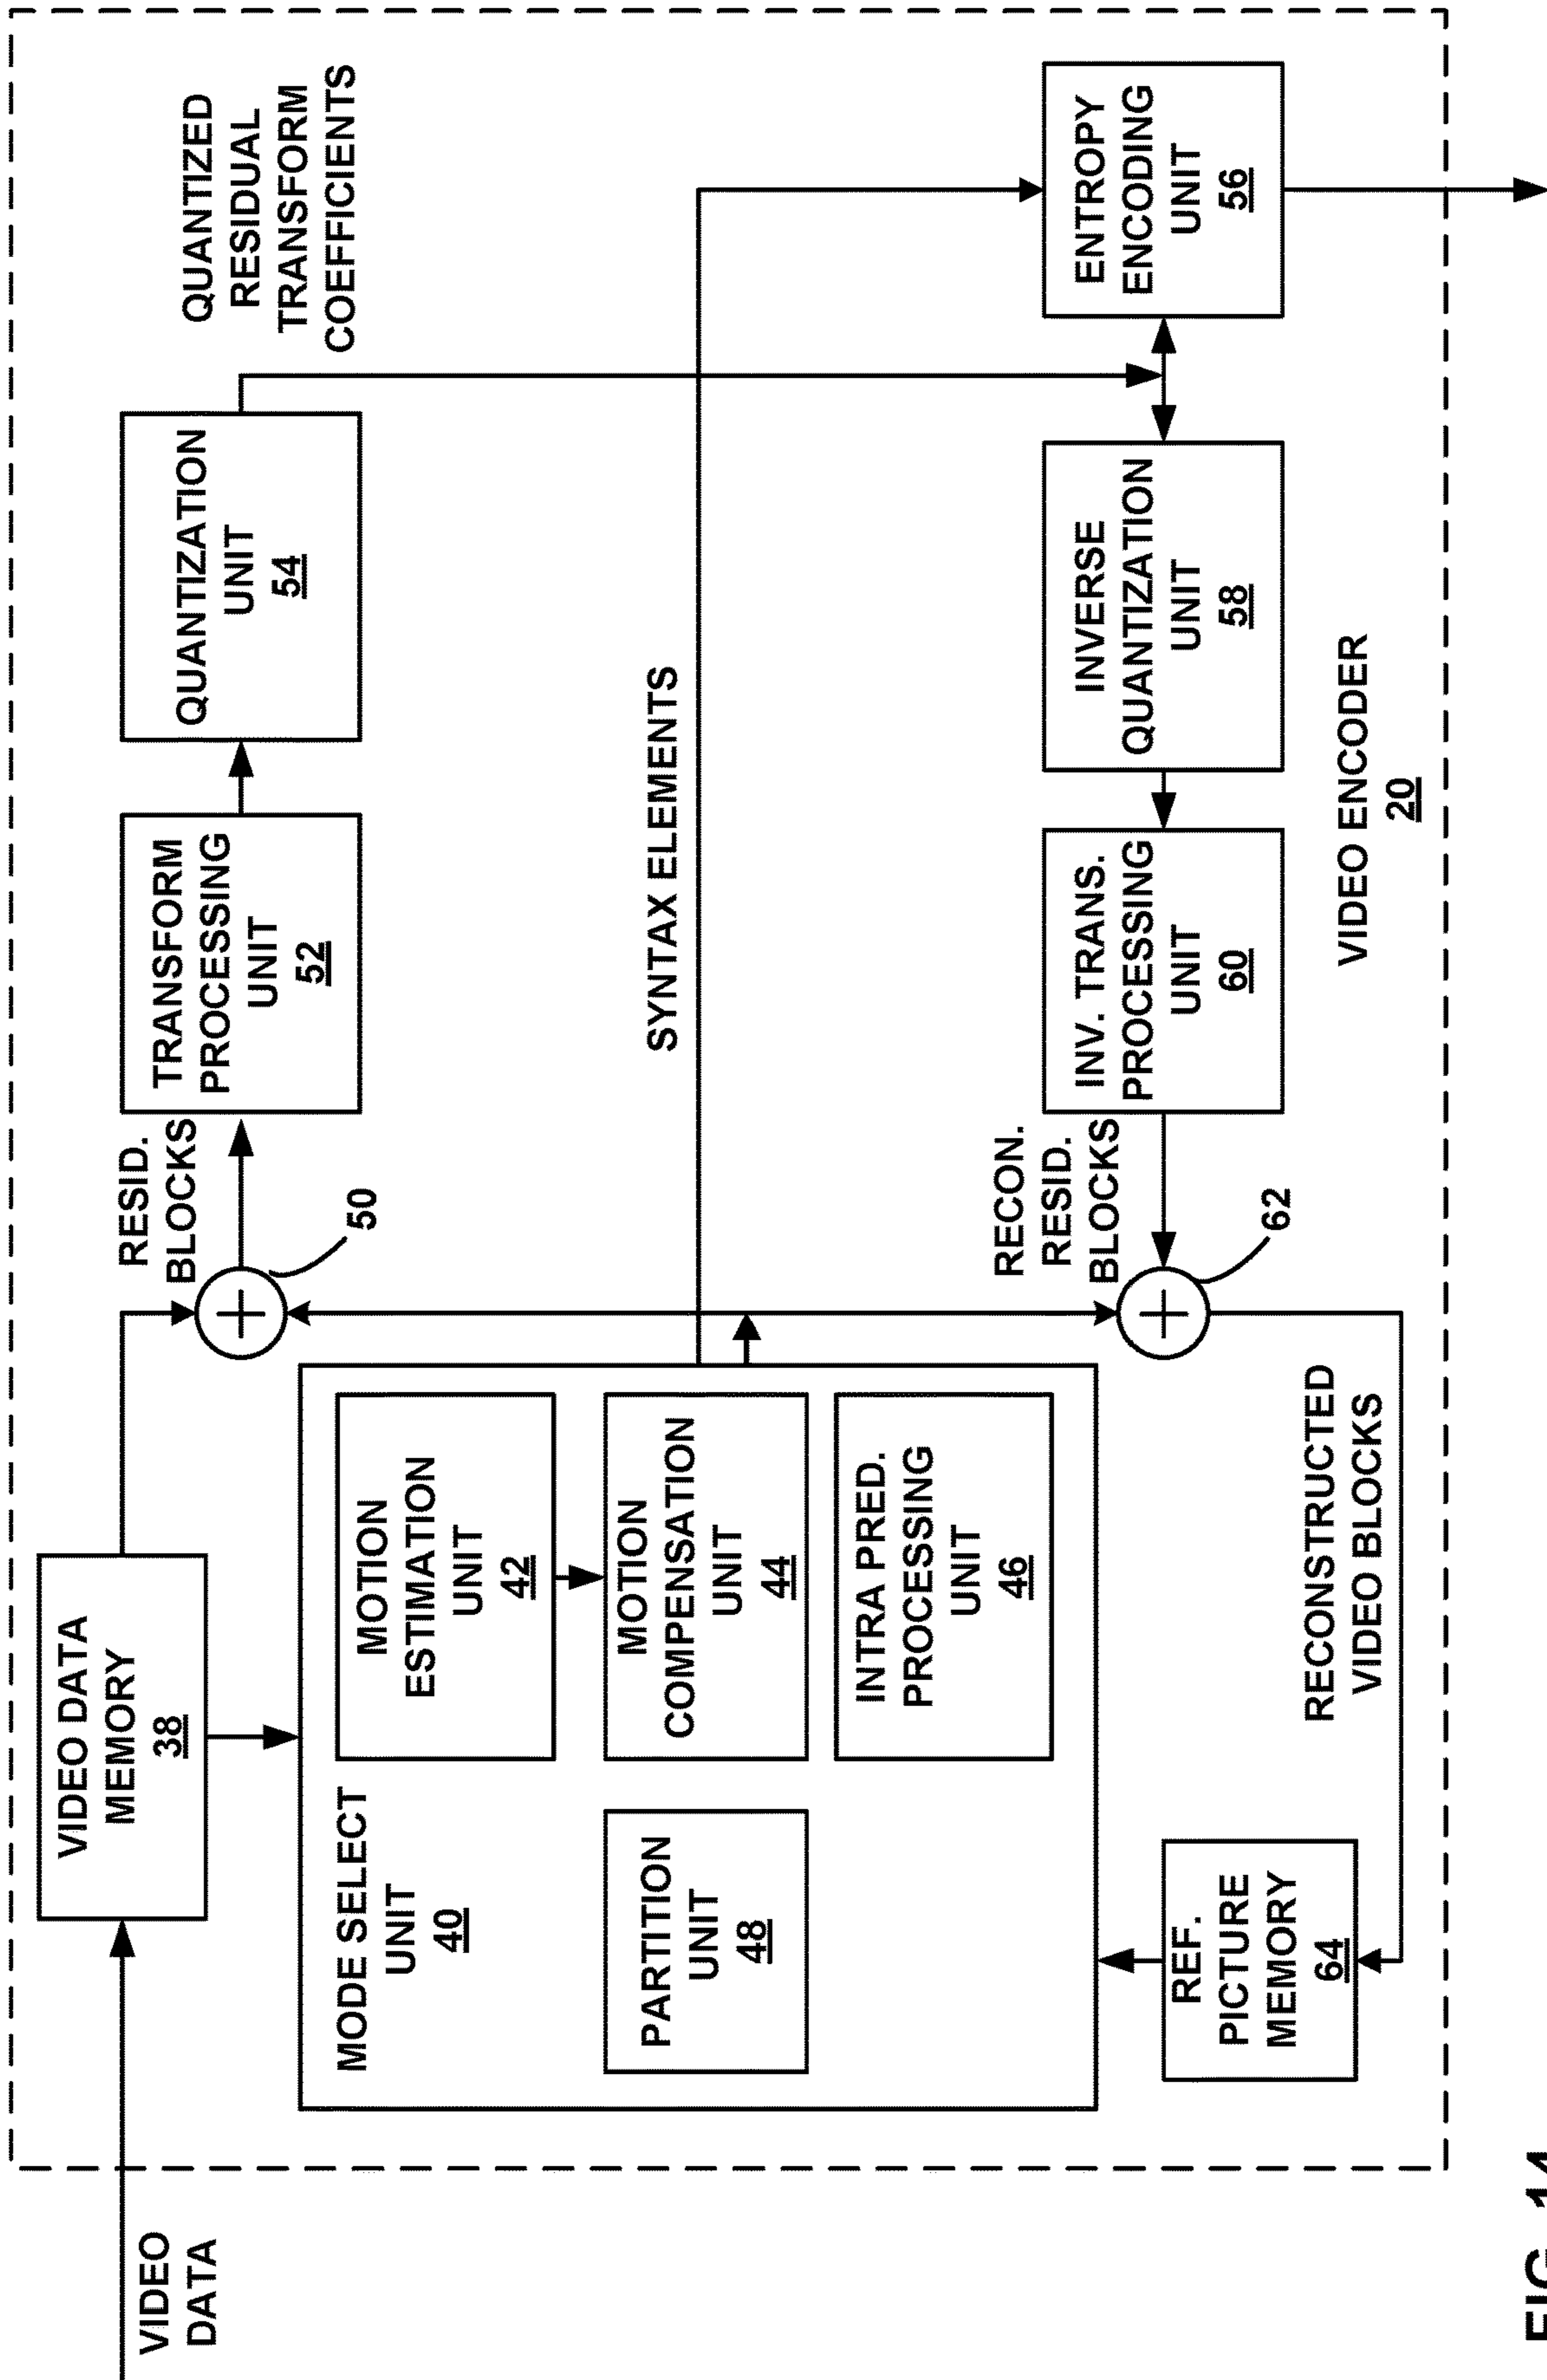 VIDEO
DATA
VIDEO DATA
MEMORY
38
MODE SELECT
UNIT
40
PARTITION
UNIT
48
MOTION
ESTIMATION
UNIT
42
MOTION
COMPENSATION
UNIT
44
INTRA PRED.
PROCESSING
UNIT
46
RESID.
BLOCKS
50
TRANSFORM
PROCESSING
UNIT
52
QUANTIZATION
UNIT
54
QUANTIZED
RESIDUAL
TRANSFORM
COEFFICIENTS
SYNTAX ELEMENTS
ENTROPY
ENCODING
UNIT
56
INVERSE
QUANTIZATION
UNIT
58
INV. TRANS.
PROCESSING
UNIT
60
RECON.
RESID.
BLOCKS
62
RECONSTRUCTED
VIDEO BLOCKS
REF.
PICTURE
MEMORY
64
VIDEO ENCODER
20
FIG. 14